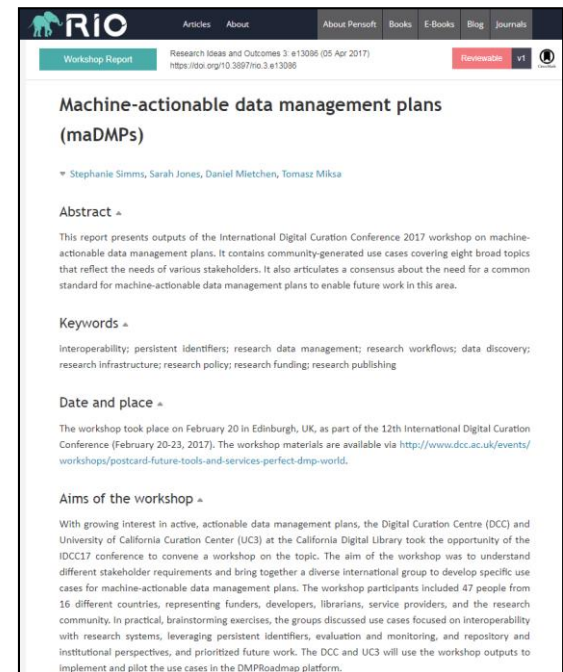 RIO
Articles About About Pensoft Books E-Books Blog Journals
Workshop Report
Research Ideas and Outcomes 3: e13086 (05 Apr 2017)
https://doi.org/10.3897/rio.3.e13086
Reviewable v1
Machine-actionable data management plans
(maDMPs)
Stephanie Simms, Sarah Jones, Daniel Mietchen, Tomasz Miksa
Abstract
This report presents outputs of the International Digital Curation Conference 2017 workshop on machine-
actionable data management plans. It contains community-generated use cases covering eight broad topics
that reflect the needs of various stakeholders. It also articulates a consensus about the need for a common
standard for machine-actionable data management plans to enable future work in this area.
Keywords
interoperability; persistent identifiers; research data management; research workflows; data discovery;
research infrastructure; research policy; research funding; research publishing
Date and place
The workshop took place on February 20 in Edinburgh, UK, as part of the 12th International Digital Curation
Conference (February 20-23, 2017). The workshop materials are available via http://www.dcc.ac.uk/events/
workshops/postcard-future-tools-and-services-perfect-dmp-world.
Aims of the workshop
With growing interest in active, actionable data management plans, the Digital Curation Centre (DCC) and
University of California Curation Center (UC3) at the California Digital Library took the opportunity of the
IDCC17 conference to convene a workshop on the topic. The aim of the workshop was to understand
different stakeholder requirements and bring together a diverse international group to develop specific use
cases for machine-actionable data management plans. The workshop participants included 47 people from
16 different countries, representing funders, developers, librarians, service providers, and the research
community. In practical, brainstorming exercises, the groups discussed use cases focused on interoperability
with research systems, leveraging persistent identifiers, evaluation and monitoring, and repository and
institutional perspectives, and prioritized future work. The DCC and UC3 will use the workshop outputs to
implement and pilot the use cases in the DMPRoadmap platform.